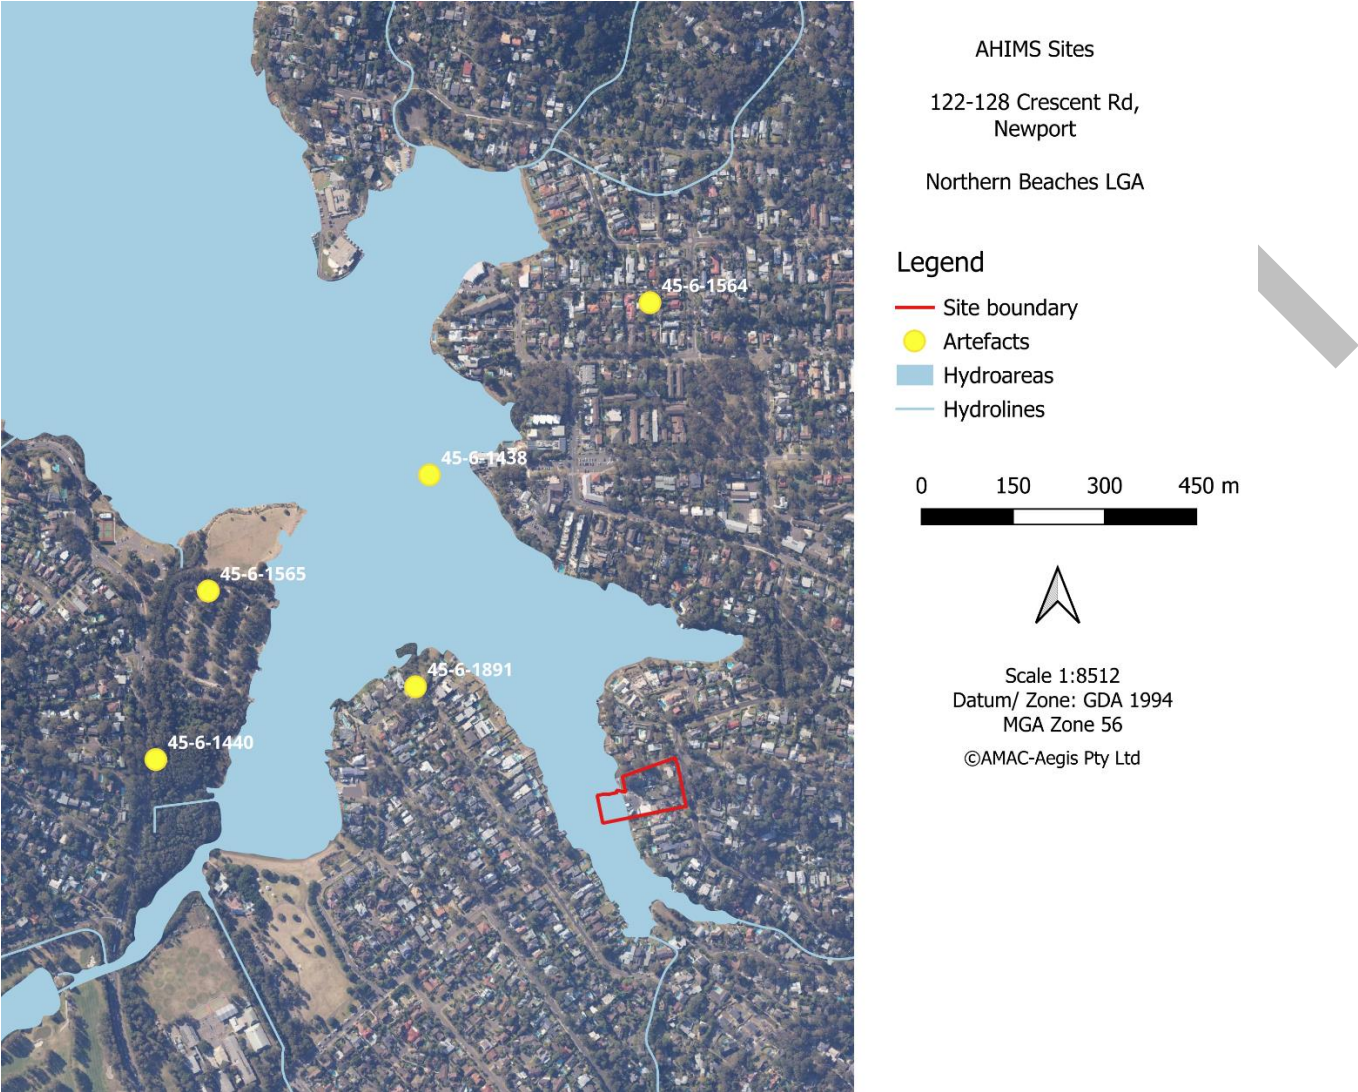 AHIMS Sites
122-128 Crescent Rd,
Newport
Northern Beaches LGA
Legend
Site boundary
Artefacts
Hydroareas
Hydrolines
0 150 300 450 m
Scale 1:8512
Datum/ Zone: GDA 1994
MGA Zone 56
©AMAC-Aegis Pty Ltd
45-6-1564
45-6-1438
45-6-1565
45-6-1891
45-6-1440